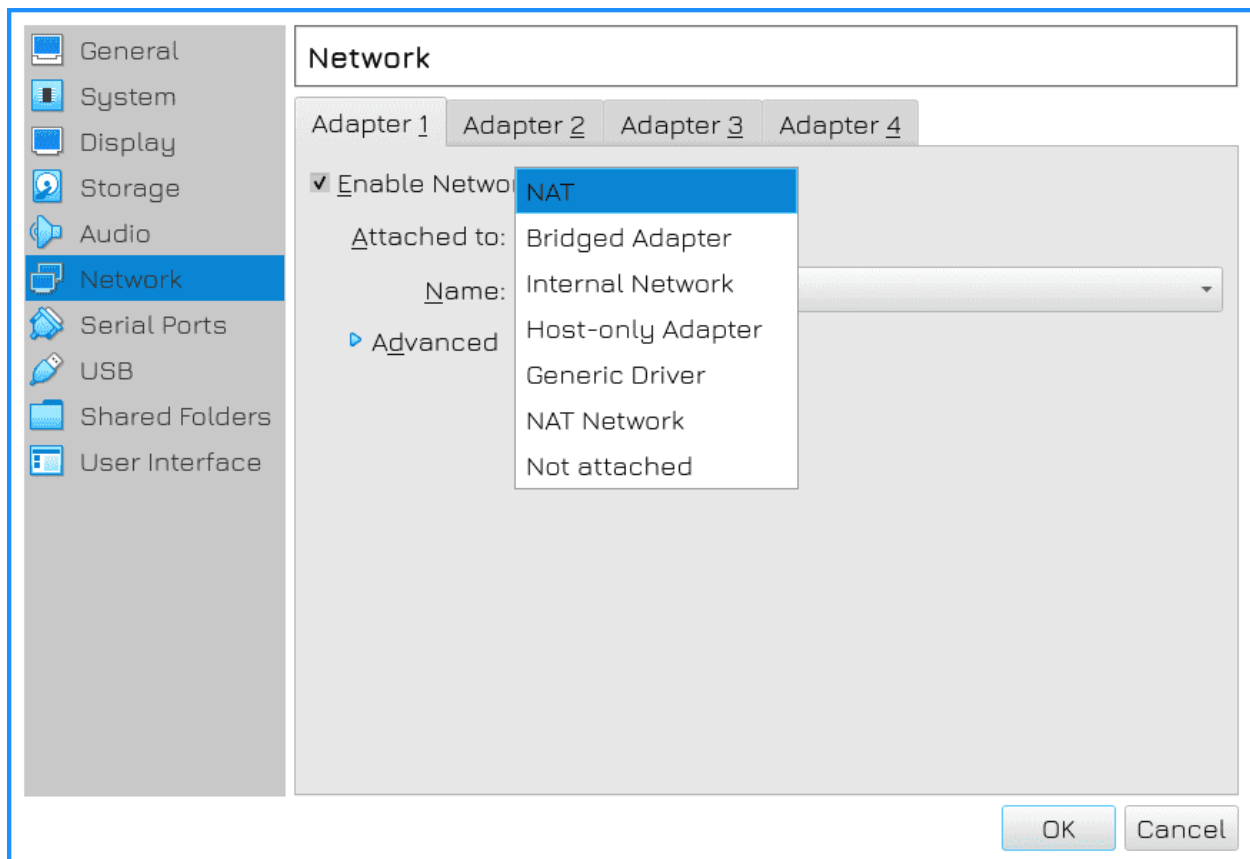 General
System
Display
Storage
Audio
Network
Serial Ports
USB
Shared Folders
User Interface
Network
Adapter 1 Adapter 2 Adapter 3 Adapter 4
Enable
Attached to:
Name:
Advanced
NAT
Bridged Adapter
Internal Network
Host-only Adapter
Generic Driver
NAT Network
Not attached
OK Cancel